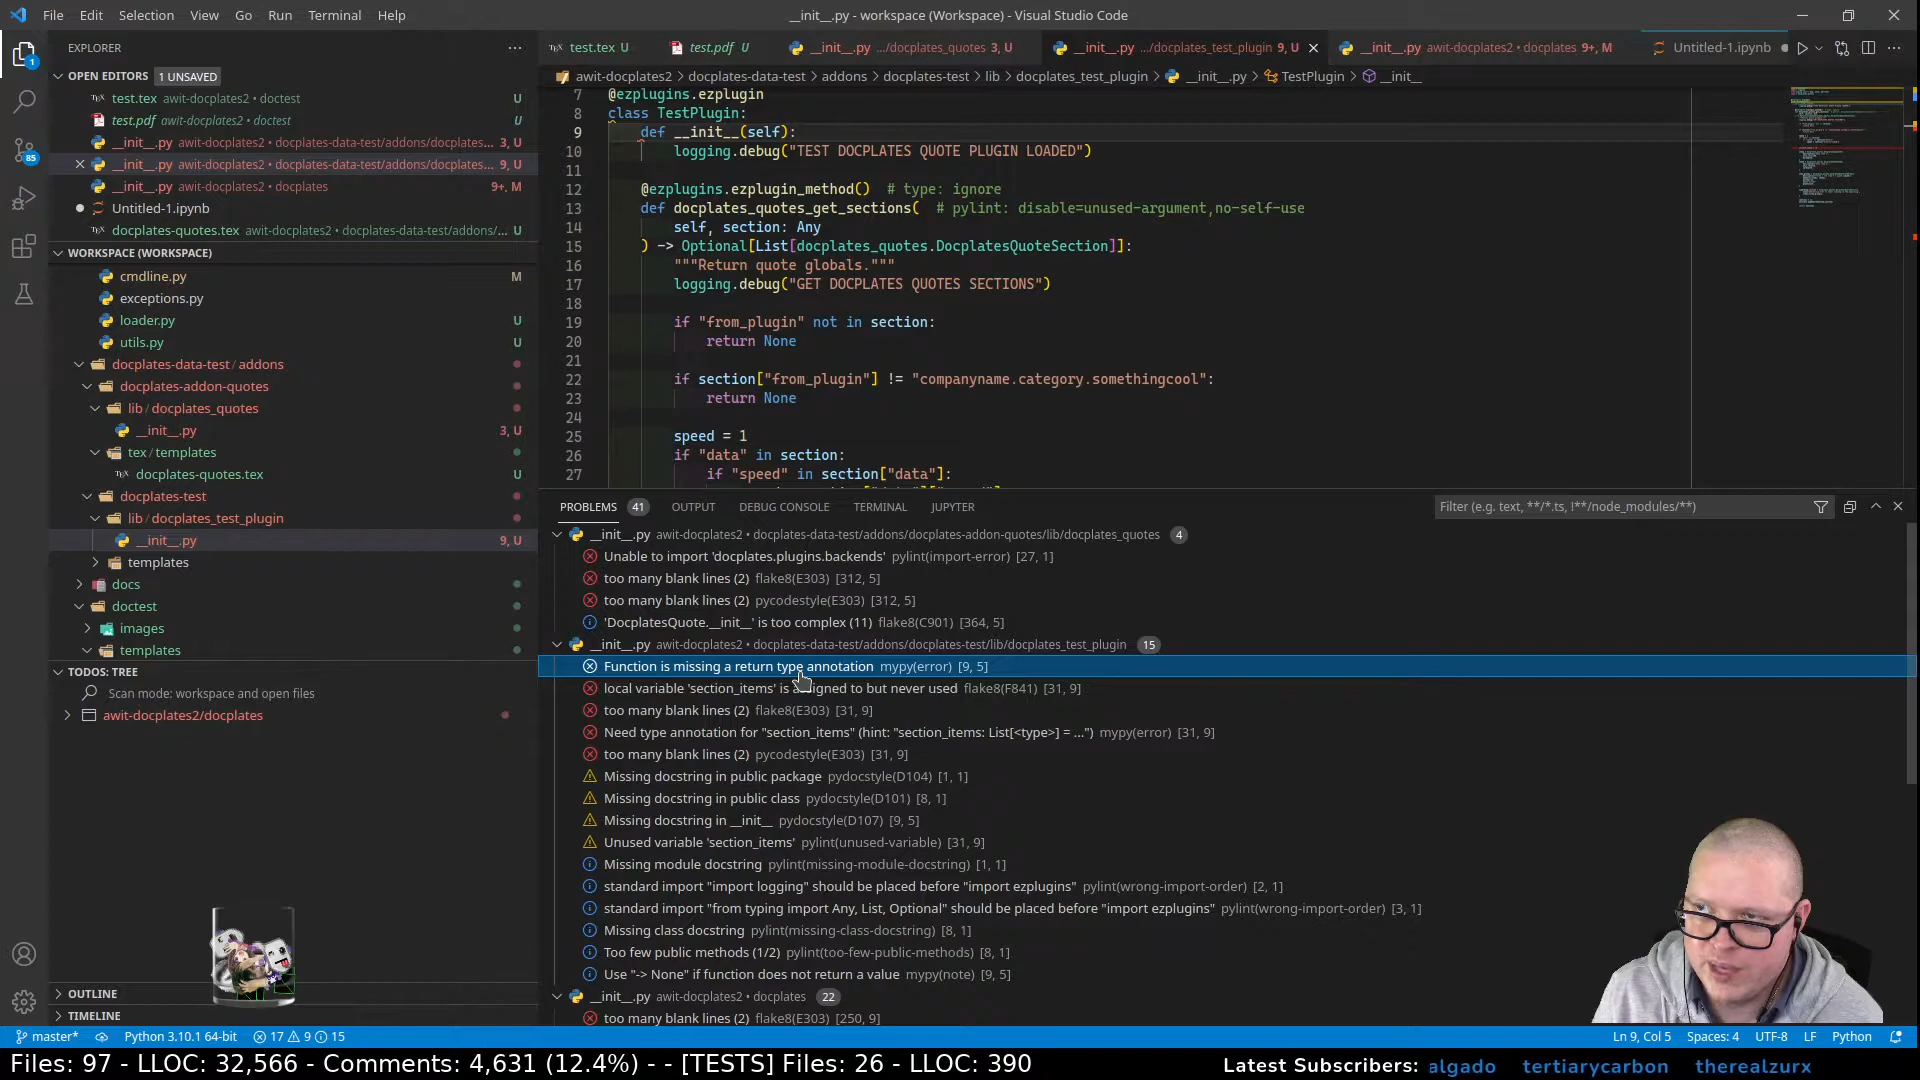 File Edit Selection View Go Run Terminal Help
__init__.py - workspace (Workspace) - Visual Studio Code
EXPLORER
OPEN EDITORS 1 UNSAVED
test.tex awit-docplates2 • doctest U
test.pdf awit-docplates2 • doctest U
__init__.py awit-docplates2 • docplates-data-test/addons/docplates... 3, U
__init__.py awit-docplates2 • docplates-data-test/addons/docplates... 9, U
__init__.py awit-docplates2 • docplates 9+, M
Untitled-1.ipynb
docplates-quotes.tex awit-docplates2 • docplates-data-test/addons/... U
WORKSPACE (WORKSPACE)
cmdline.py M
exceptions.py
loader.py U
utils.py U
docplates-data-test / addons
docplates-addon-quotes
lib / docplates_quotes
__init__.py 3, U
tex / templates
docplates-quotes.tex U
docplates-test
lib / docplates_test_plugin
__init__.py 9, U
templates
docs
doctest
images
templates
TODOS: TREE
Scan mode: workspace and open files
awit-docplates2/docplates
OUTLINE
TIMELINE
1
85
test.tex U
test.pdf U
__init__.py .../docplates_quotes 3, U
__init__.py .../docplates_test_plugin 9, U
__init__.py awit-docplates2 • docplates 9+, M
Untitled-1.ipynb
awit-docplates2 > docplates-data-test > addons > docplates-test > lib > docplates_test_plugin > __init__.py > TestPlugin > __init__
7 @ezplugins.ezplugin
8 class TestPlugin:
9 def __init__(self):
10 logging.debug("TEST DOCPLATES QUOTE PLUGIN LOADED")
11
12 @ezplugins.ezplugin_method() # type: ignore
13 def docplates_quotes_get_sections( # pylint: disable=unused-argument,no-self-use
14 self, section: Any
15 ) -> Optional[List[docplates_quotes.DocplatesQuoteSection]]:
16 """Return quote globals."""
17 logging.debug("GET DOCPLATES QUOTES SECTIONS")
18
19 if "from_plugin" not in section:
20 return None
21
22 if section["from_plugin"] != "companyname.category.somethingcool":
23 return None
24
25 speed = 1
26 if "data" in section:
27 if "speed" in section["data"]:
PROBLEMS 41 OUTPUT DEBUG CONSOLE TERMINAL JUPYTER
Filter (e.g. text, **/*.ts, !**/node_modules/**)
__init__.py awit-docplates2 • docplates-data-test/addons/docplates-addon-quotes/lib/docplates_quotes 4
Unable to import 'docplates.plugins.backends' pylint(import-error) [27, 1]
too many blank lines (2) flake8(E303) [312, 5]
too many blank lines (2) pycodestyle(E303) [312, 5]
'DocplatesQuote.__init__' is too complex (11) flake8(C901) [364, 5]
__init__.py awit-docplates2 • docplates-data-test/addons/docplates-test/lib/docplates_test_plugin 15
Function is missing a return type annotation mypy(error) [9, 5]
local variable 'section_items' is assigned to but never used flake8(F841) [31, 9]
too many blank lines (2) flake8(E303) [31, 9]
Need type annotation for "section_items" (hint: "section_items: List[<type>] = ...") mypy(error) [31, 9]
too many blank lines (2) pycodestyle(E303) [31, 9]
Missing docstring in public package pydocstyle(D104) [1, 1]
Missing docstring in public class pydocstyle(D101) [8, 1]
Missing docstring in __init__ pydocstyle(D107) [9, 5]
Unused variable 'section_items' pylint(unused-variable) [31, 9]
Missing module docstring pylint(missing-module-docstring) [1, 1]
standard import "import logging" should be placed before "import ezplugins" pylint(wrong-import-order) [2, 1]
standard import "from typing import Any, List, Optional" should be placed before "import ezplugins" pylint(wrong-import-order) [3, 1]
Missing class docstring pylint(missing-class-docstring) [8, 1]
Too few public methods (1/2) pylint(too-few-public-methods) [8, 1]
Use "-> None" if function does not return a value mypy(note) [9, 5]
__init__.py awit-docplates2 • docplates 22
too many blank lines (2) flake8(E303) [250, 9]
master* Python 3.10.1 64-bit 17 9 15
Ln 9, Col 5 Spaces: 4 UTF-8 LF Python
Files: 97 - LLOC: 32,566 - Comments: 4,631 (12.4%) - - [TESTS] Files: 26 - LLOC: 390
Latest Subscribers: algado tertiarycarbon therealzurx